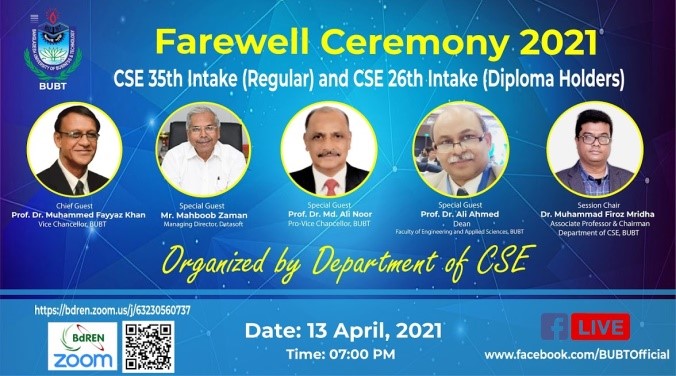 BANGLADESH UNIVERSITY OF BUSINESS & TECHNOLOGY
BUBT
Farewell Ceremony 2021
CSE 35th Intake (Regular) and CSE 26th Intake (Diploma Holders)
Chief Guest
Prof. Dr. Muhammed Fayyaz Khan
Vice Chancellor, BUBT
Special Guest
Mr. Mahboob Zaman
Managing Director, Datasoft
Special Guest
Prof. Dr. Md. Ali Noor
Pro-Vice Chancellor, BUBT
Special Guest
Prof. Dr. Ali Ahmed
Dean
Faculty of Engineering and Applied Sciences, BUBT
Session Chair
Dr. Muhammad Firoz Mridha
Associate Professor & Chairman
Department of CSE, BUBT
Organized by Department of CSE
https://bdren.zoom.us/j/63230560737
BdREN
zoom
Date: 13 April, 2021
Time: 07:00 PM
f LIVE
www.facebook.com/BUBTOfficial